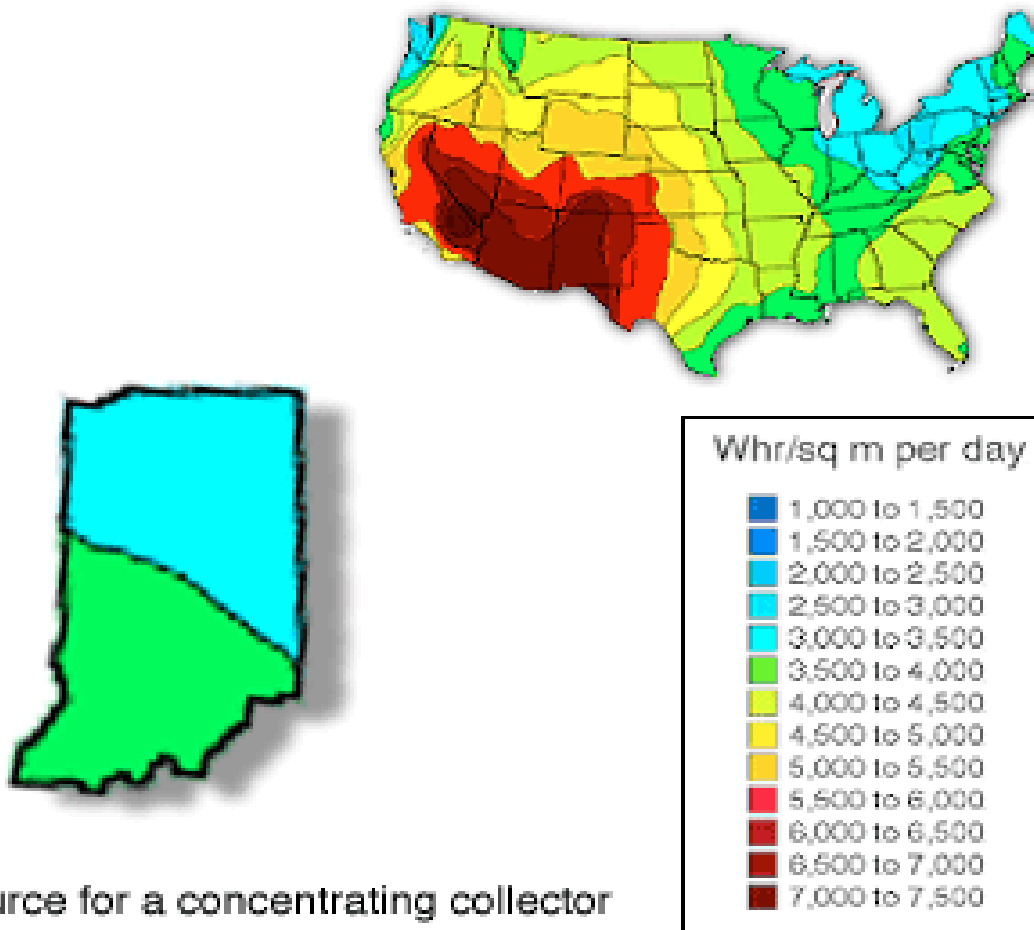 Whr/sq m per day
1,000 to 1,500
1,500 to 2,000
2,000 to 2,500
2,500 to 3,000
3,000 to 3,500
3,500 to 4,000
4,000 to 4,500
4,500 to 5,000
5,000 to 5,500
5,500 to 6,000
6,000 to 6,500
6,500 to 7,000
7,000 to 7,500
urce for a concentrating collector